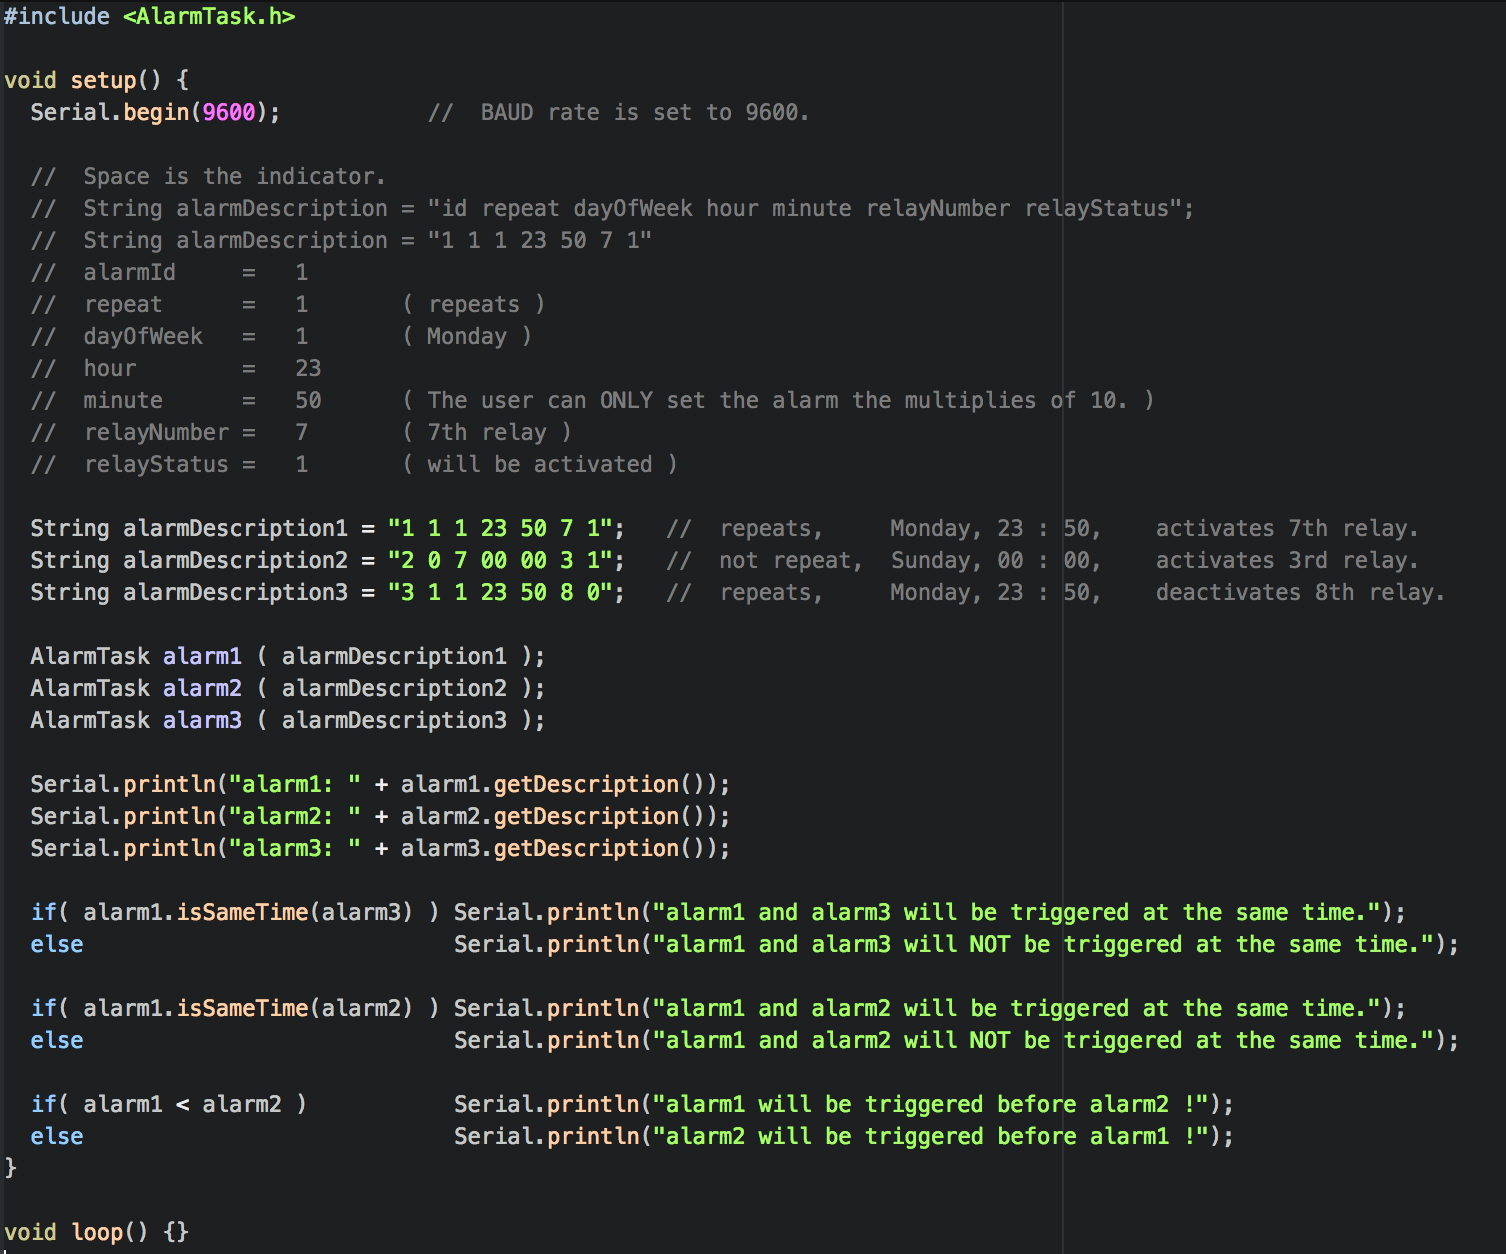 #include <AlarmTask.h>

void setup() {
  Serial.begin(9600);           //  BAUD rate is set to 9600.

  //  Space is the indicator.
  //  String alarmDescription = "id repeat dayOfWeek hour minute relayNumber relayStatus";
  //  String alarmDescription = "1 1 1 23 50 7 1"
  //  alarmId     =   1
  //  repeat      =   1       ( repeats )
  //  dayOfWeek   =   1       ( Monday )
  //  hour        =   23
  //  minute      =   50      ( The user can ONLY set the alarm the multiplies of 10. )
  //  relayNumber =   7       ( 7th relay )
  //  relayStatus =   1       ( will be activated )

  String alarmDescription1 = "1 1 1 23 50 7 1";   //  repeats,     Monday, 23 : 50,    activates 7th relay.
  String alarmDescription2 = "2 0 7 00 00 3 1";   //  not repeat,  Sunday, 00 : 00,    activates 3rd relay.
  String alarmDescription3 = "3 1 1 23 50 8 0";   //  repeats,     Monday, 23 : 50,    deactivates 8th relay.

  AlarmTask alarm1 ( alarmDescription1 );
  AlarmTask alarm2 ( alarmDescription2 );
  AlarmTask alarm3 ( alarmDescription3 );

  Serial.println("alarm1: " + alarm1.getDescription());
  Serial.println("alarm2: " + alarm2.getDescription());
  Serial.println("alarm3: " + alarm3.getDescription());

  if( alarm1.isSameTime(alarm3) ) Serial.println("alarm1 and alarm3 will be triggered at the same time.");
  else                            Serial.println("alarm1 and alarm3 will NOT be triggered at the same time.");

  if( alarm1.isSameTime(alarm2) ) Serial.println("alarm1 and alarm2 will be triggered at the same time.");
  else                            Serial.println("alarm1 and alarm2 will NOT be triggered at the same time.");

  if( alarm1 < alarm2 )           Serial.println("alarm1 will be triggered before alarm2 !");
  else                            Serial.println("alarm2 will be triggered before alarm1 !");
}

void loop() {}